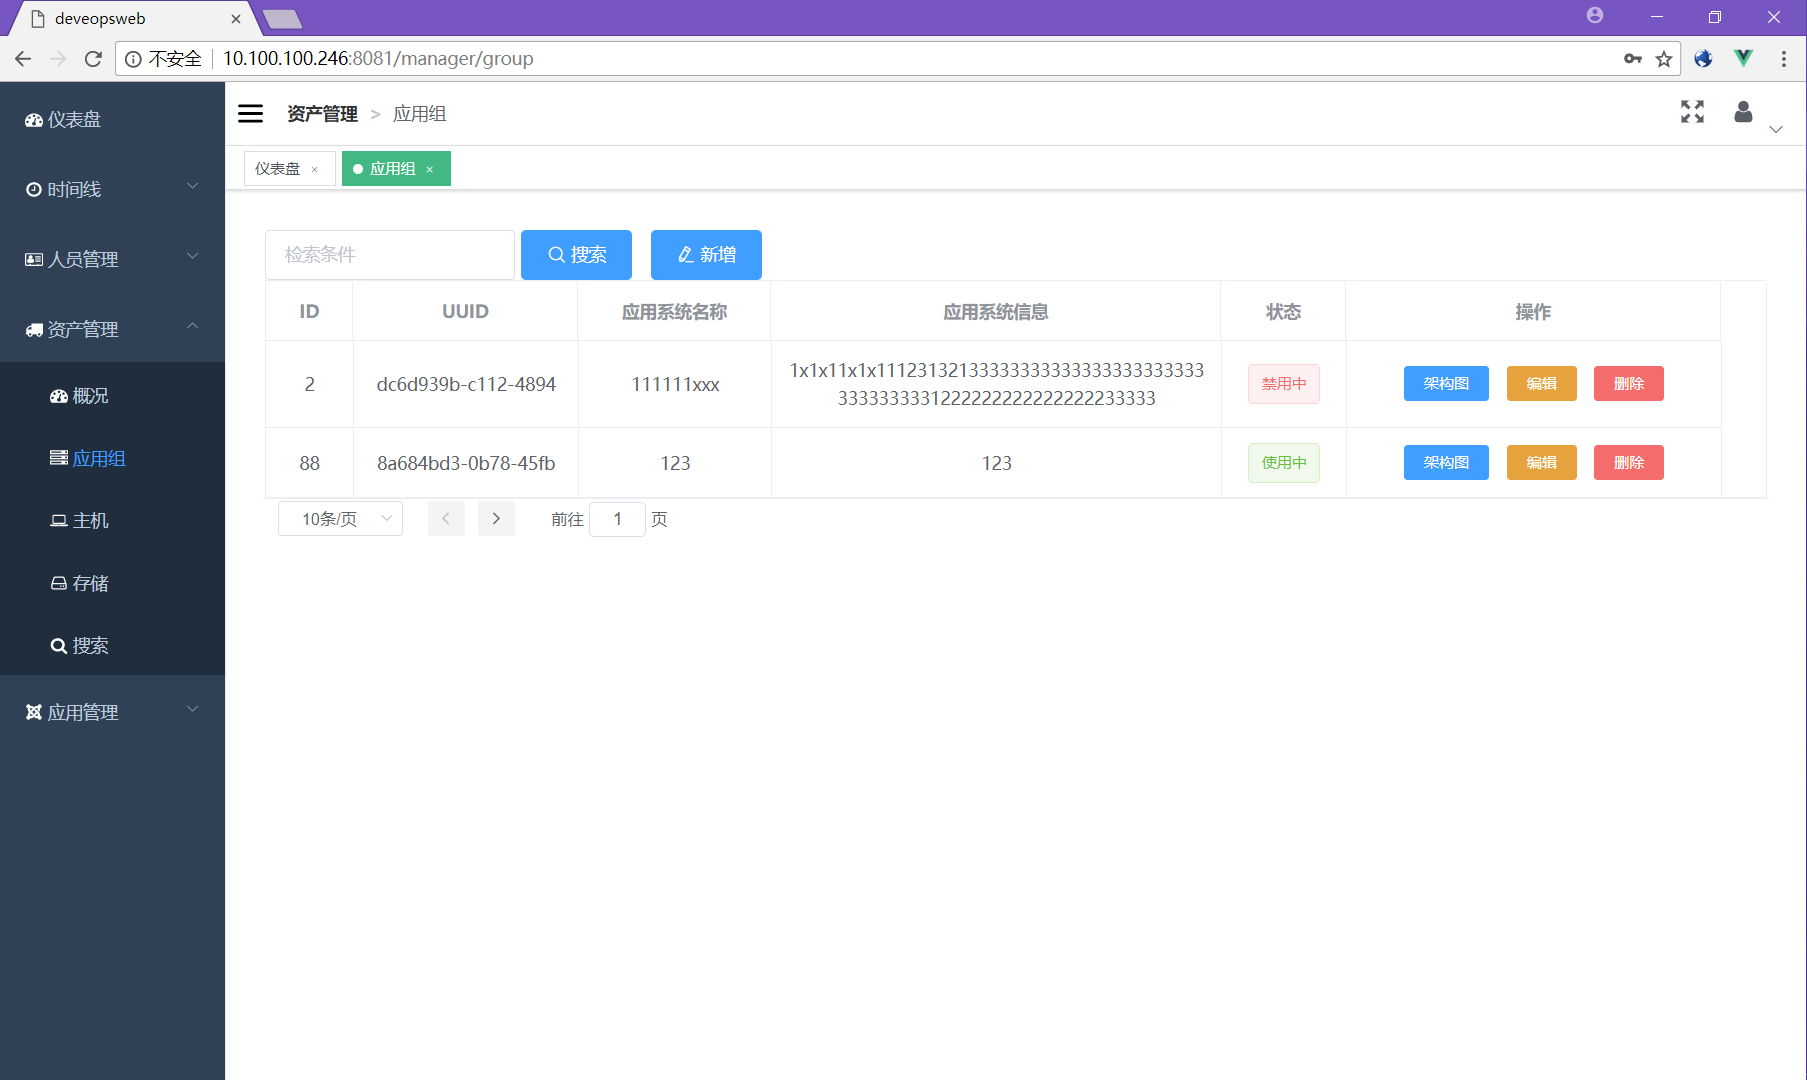 deveopsweb
不安全 10.100.100.246:8081/manager/group
仪表盘
时间线
人员管理
资产管理
概况
应用组
主机
存储
搜索
应用管理
资产管理 > 应用组
仪表盘 × 应用组 ×
检索条件 搜索 新增
ID UUID 应用系统名称 应用系统信息 状态 操作
2 dc6d939b-c112-4894 111111xxx 禁用中 架构图 编辑 删除
88 8a684bd3-0b78-45fb 123 123 使用中 架构图 编辑 删除
10条/页 前往 1 页